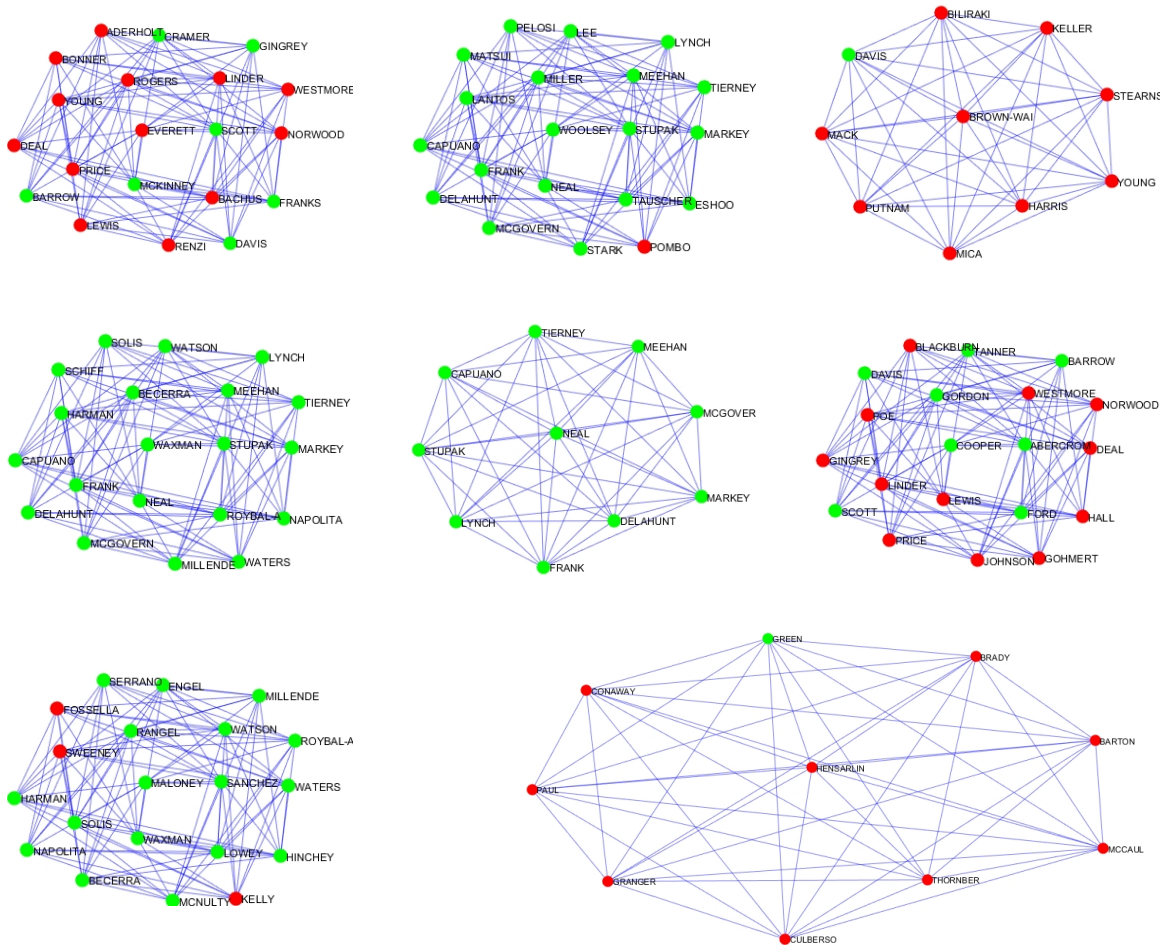 ADERHOLT
CRAMER
GINGREY
BONNER
ROGERS
LINDER
WESTMORE
YOUNG
EVERETT
SCOTT
NORWOOD
DEAL
PRICE
MCKINNEY
BARROW
BACHUS
FRANKS
LEWIS
RENZI
DAVIS
PELOSI
LEE
LYNCH
MATSUI
MILLER
MEEHAN
TIERNEY
LANTOS
WOOLSEY
STUPAK
MARKEY
CAPUANO
FRANK
NEAL
DELAHUNT
TAUSCHER
ESHOO
MCGOVERN
STARK
POMBO
BILIRAKI
KELLER
DAVIS
STEARNS
BROWN-WAI
MACK
YOUNG
PUTNAM
HARRIS
MICA
SOLIS
WATSON
LYNCH
SCHIFF
BECERRA
MEEHAN
TIERNEY
HARMAN
WAXMAN
STUPAK
MARKEY
CAPUANO
FRANK
NEAL
DELAHUNT
ROYBAL-A
NAPOLITA
MCGOVERN
MILLENDE
WATERS
TIERNEY
MEEHAN
CAPUANO
MCGOVER
NEAL
STUPAK
MARKEY
LYNCH
DELAHUNT
FRANK
BLACKBURN
TANNER
BARROW
DAVIS
GORDON
WESTMORE
NORWOOD
POE
COOPER
ABERCROM
DEAL
GINGREY
LINDER
LEWIS
SCOTT
FORD
HALL
PRICE
JOHNSON
GOHMERT
SERRANO
ENGEL
MILLENDE
FOSSELLA
RANGEL
WATSON
ROYBAL-A
SWEENEY
MALONEY
SANCHEZ
WATERS
HARMAN
SOLIS
WAXMAN
NAPOLITA
LOWEY
HINCHEY
BECERRA
MCNULTY
KELLY
GREEN
BRADY
CONAWAY
BARTON
HENSARLIN
PAUL
MCCAUL
GRANGER
THORNBER
CULBERSO